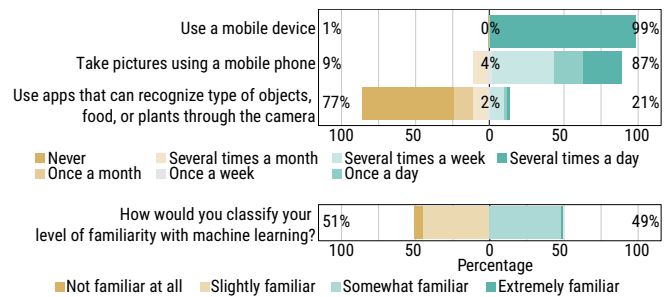 Use a mobile device 1% 0% 99%
Take pictures using a mobile phone 9% 4% 87%
Use apps that can recognize type of objects,
food, or plants through the camera 77% 2% 21%
100 50 0 50 100
Never Several times a month Several times a week Several times a day
Once a month Once a week Once a day
How would you classify your
level of familiarity with machine learning? 51% 49%
100 50 0 50 100
Percentage
Not familiar at all Slightly familiar Somewhat familiar Extremely familiar